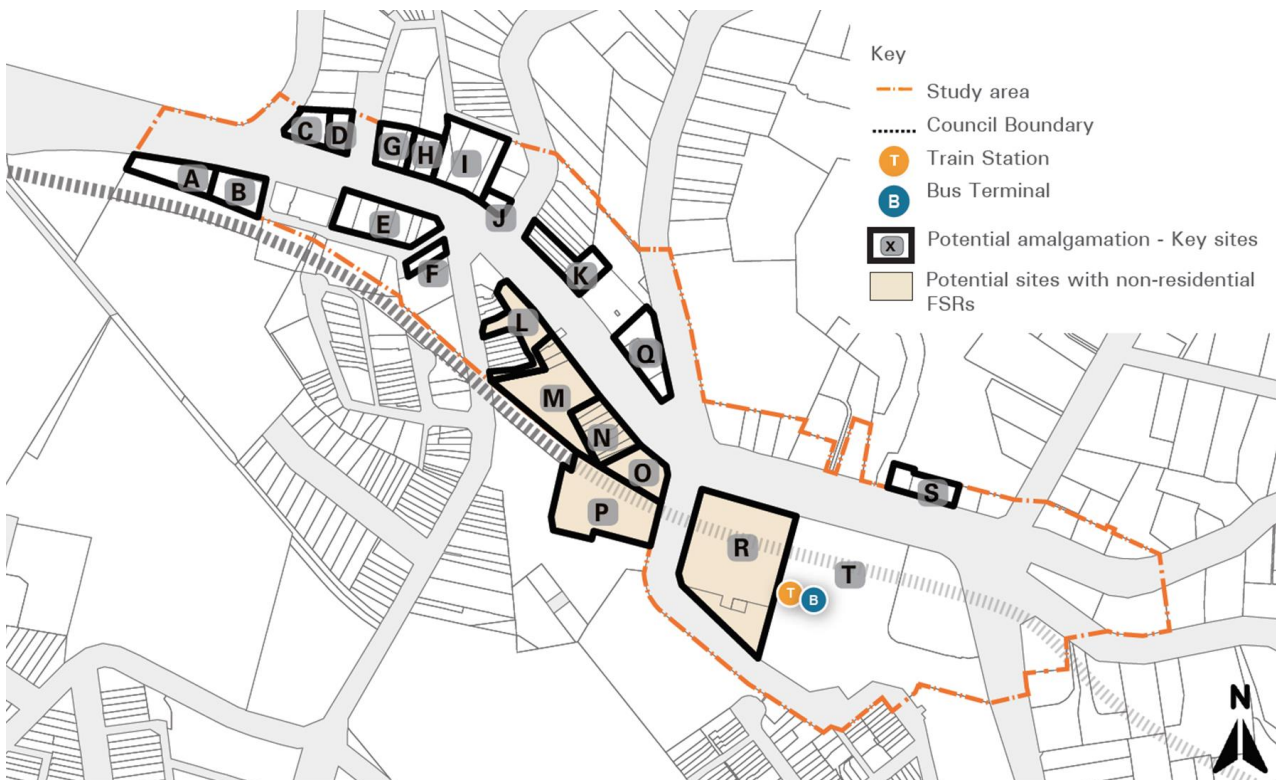 Key
Study area
Council Boundary
T
Train Station
B
Bus Terminal
x
Potential amalgamation - Key sites
Potential sites with non-residential
FSRs
C
D
G
H
I
A
B
E
J
F
K
L
Q
M
N
O
S
P
R
T
T
B
N